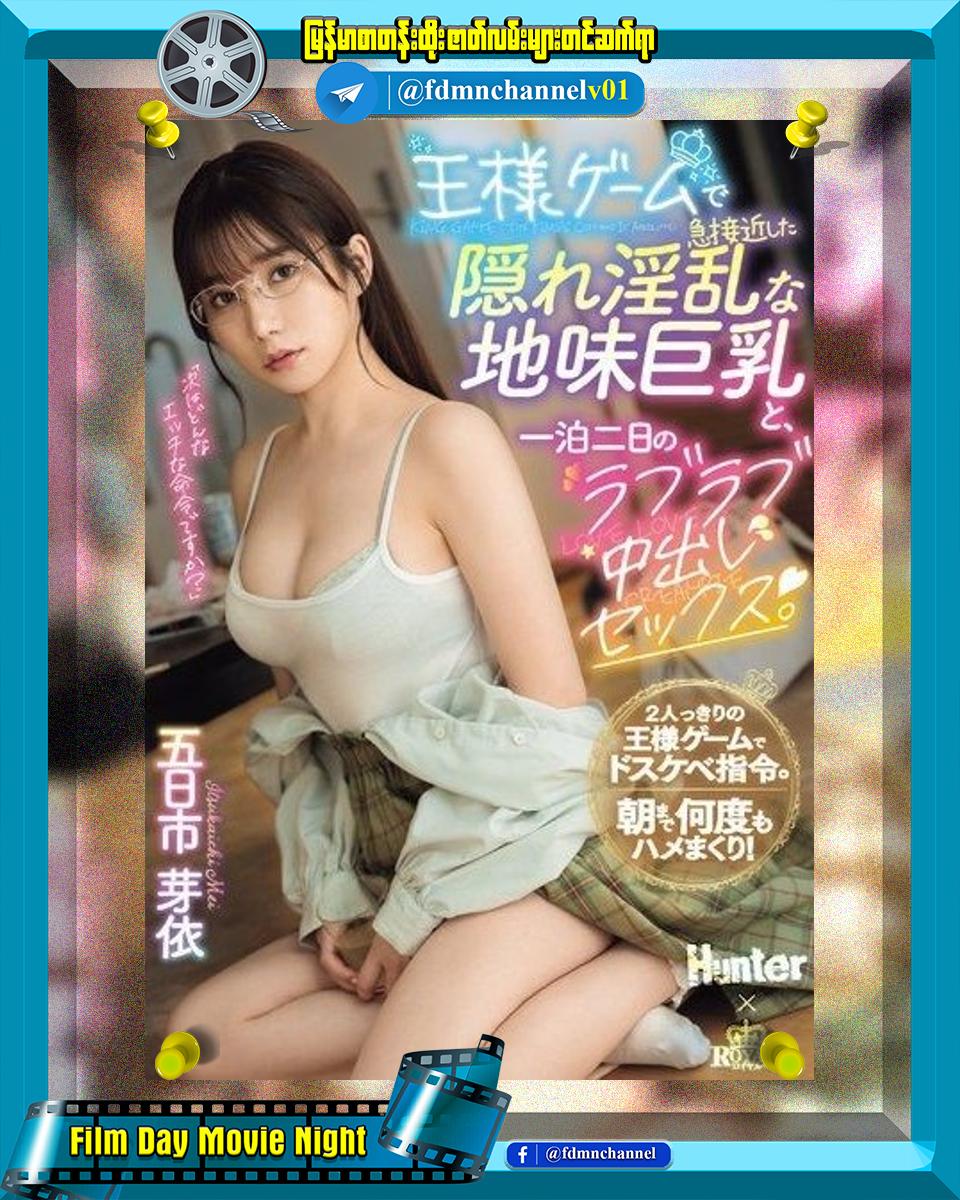 မြန်မာစာတန်းထိုးဇာတ်လမ်းများတင်ဆက်ရာ
@fdmnchannelv01
王様ゲームで
急接近した
隠れ淫乱な
地味巨乳
と、
一泊二日の
ラブラブ
中出し
セックス。
「次はどんな
エッチな命令ですか?」
2人っきりの
王様ゲームで
ドスケベ指令。
朝まで何度も
ハメまくり!
五日市 芽依
Itsukaichi Mei
Hunter
×
Film Day Movie Night
@fdmnchannel